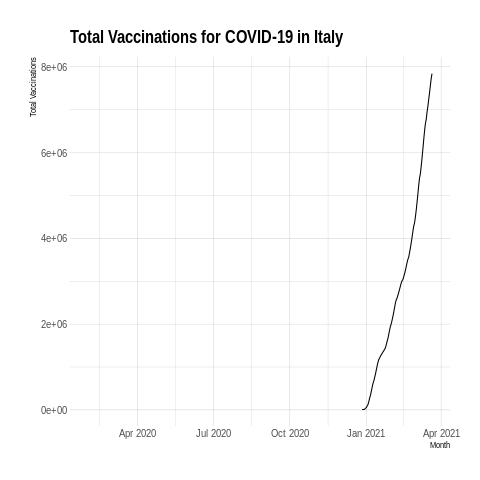 Total Vaccinations for COVID-19 in Italy
Total Vaccinations
8e+06
6e+06
4e+06
2e+06
0e+00
Apr 2020 Jul 2020 Oct 2020 Jan 2021 Apr 2021
Month